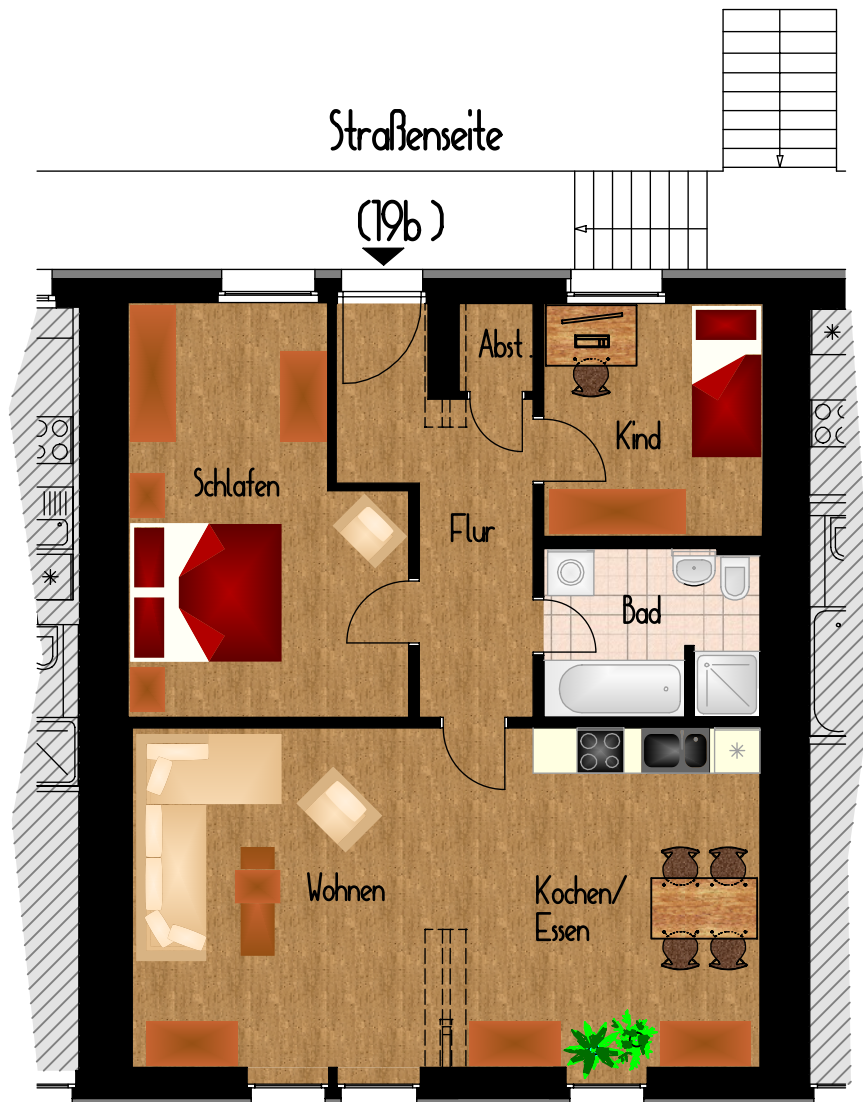 Straßenseite
(19b )
Abst.
Kind
Schlafen
Flur
Bad
Wohnen
Kochen/
Essen